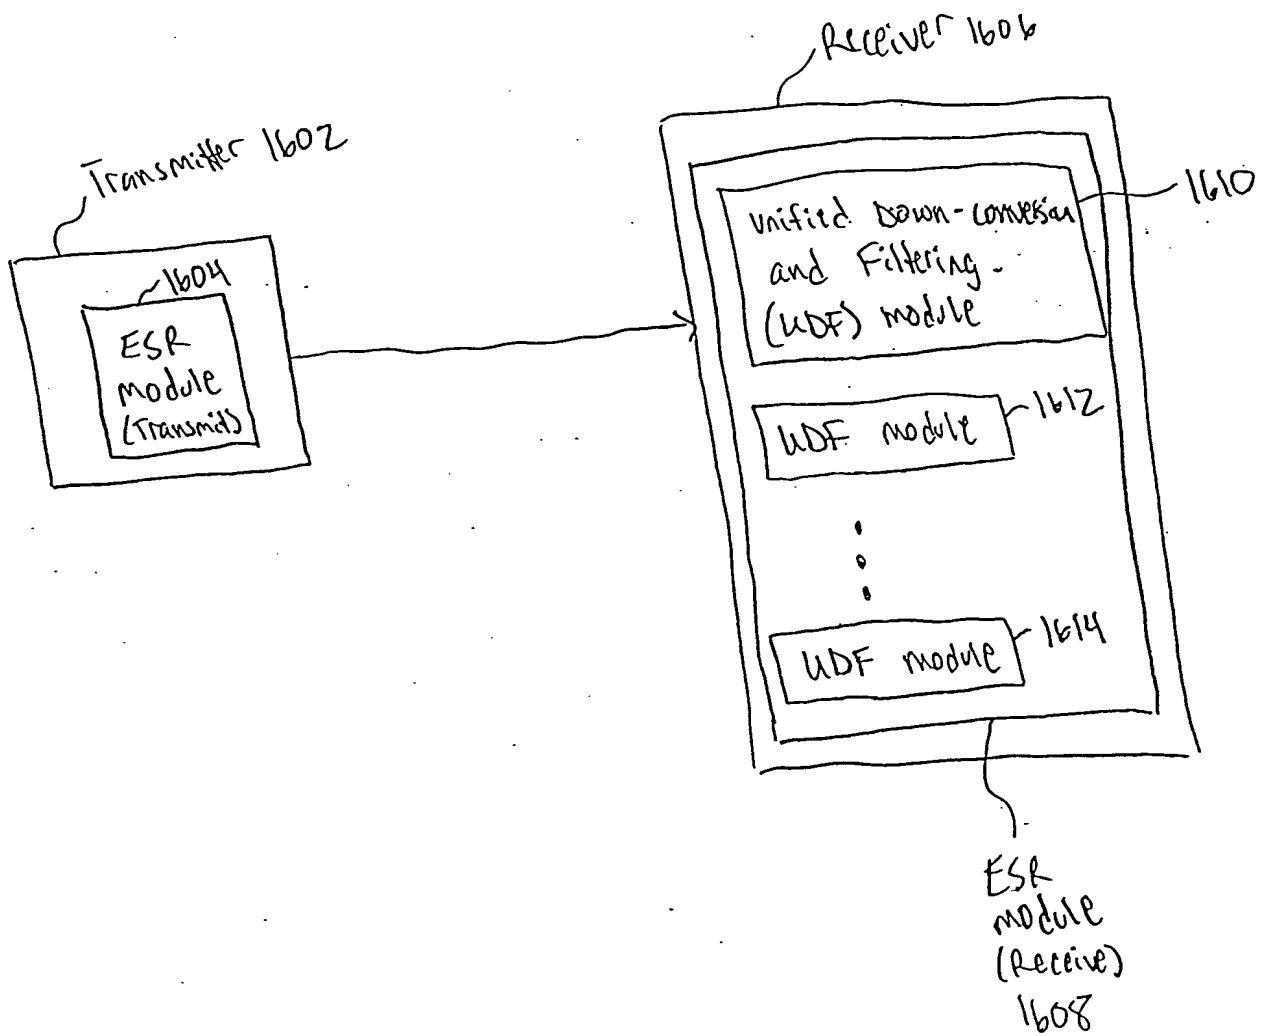 Receiver 1606
Transmitter 1602
1604
ESR
module
(Transmit)
1610
Unified Down-conversion
and Filtering
(UDF) module
1612
UDF module
1614
UDF module
ESR
module
(Receive)
1608